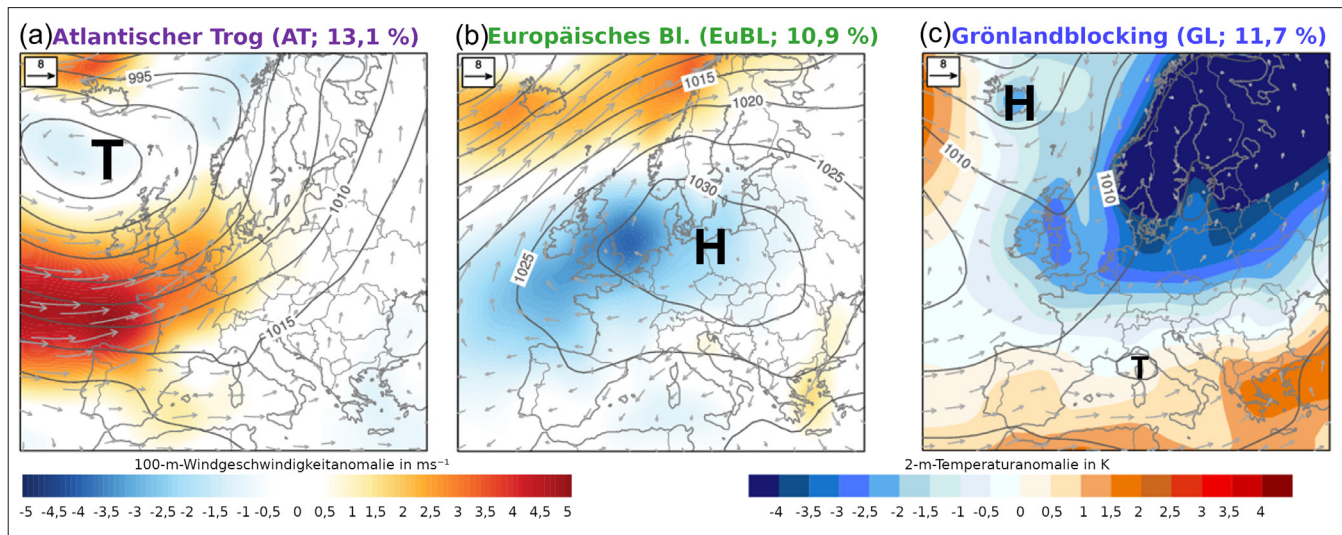 (a) Atlantischer Trog (AT; 13,1 %)
8
995
T
1010
1015
(b) Europäisches Bl. (EuBL; 10,9 %)
8
1015
1020
1025
1030
H
1025
(c) Grönlandblocking (GL; 11,7 %)
8
H
1010
1010
T
100-m-Windgeschwindigkeitanomalie in ms⁻¹
-5 -4,5 -4 -3,5 -3 -2,5 -2 -1,5 -1 -0,5 0,5 1 1,5 2 2,5 3 3,5 4 4,5 5
2-m-Temperaturanomalie in K
-4 -3,5 -3 -2,5 -2 -1,5 -1 -0,5 0 0,5 1 1,5 2 2,5 3 3,5 4